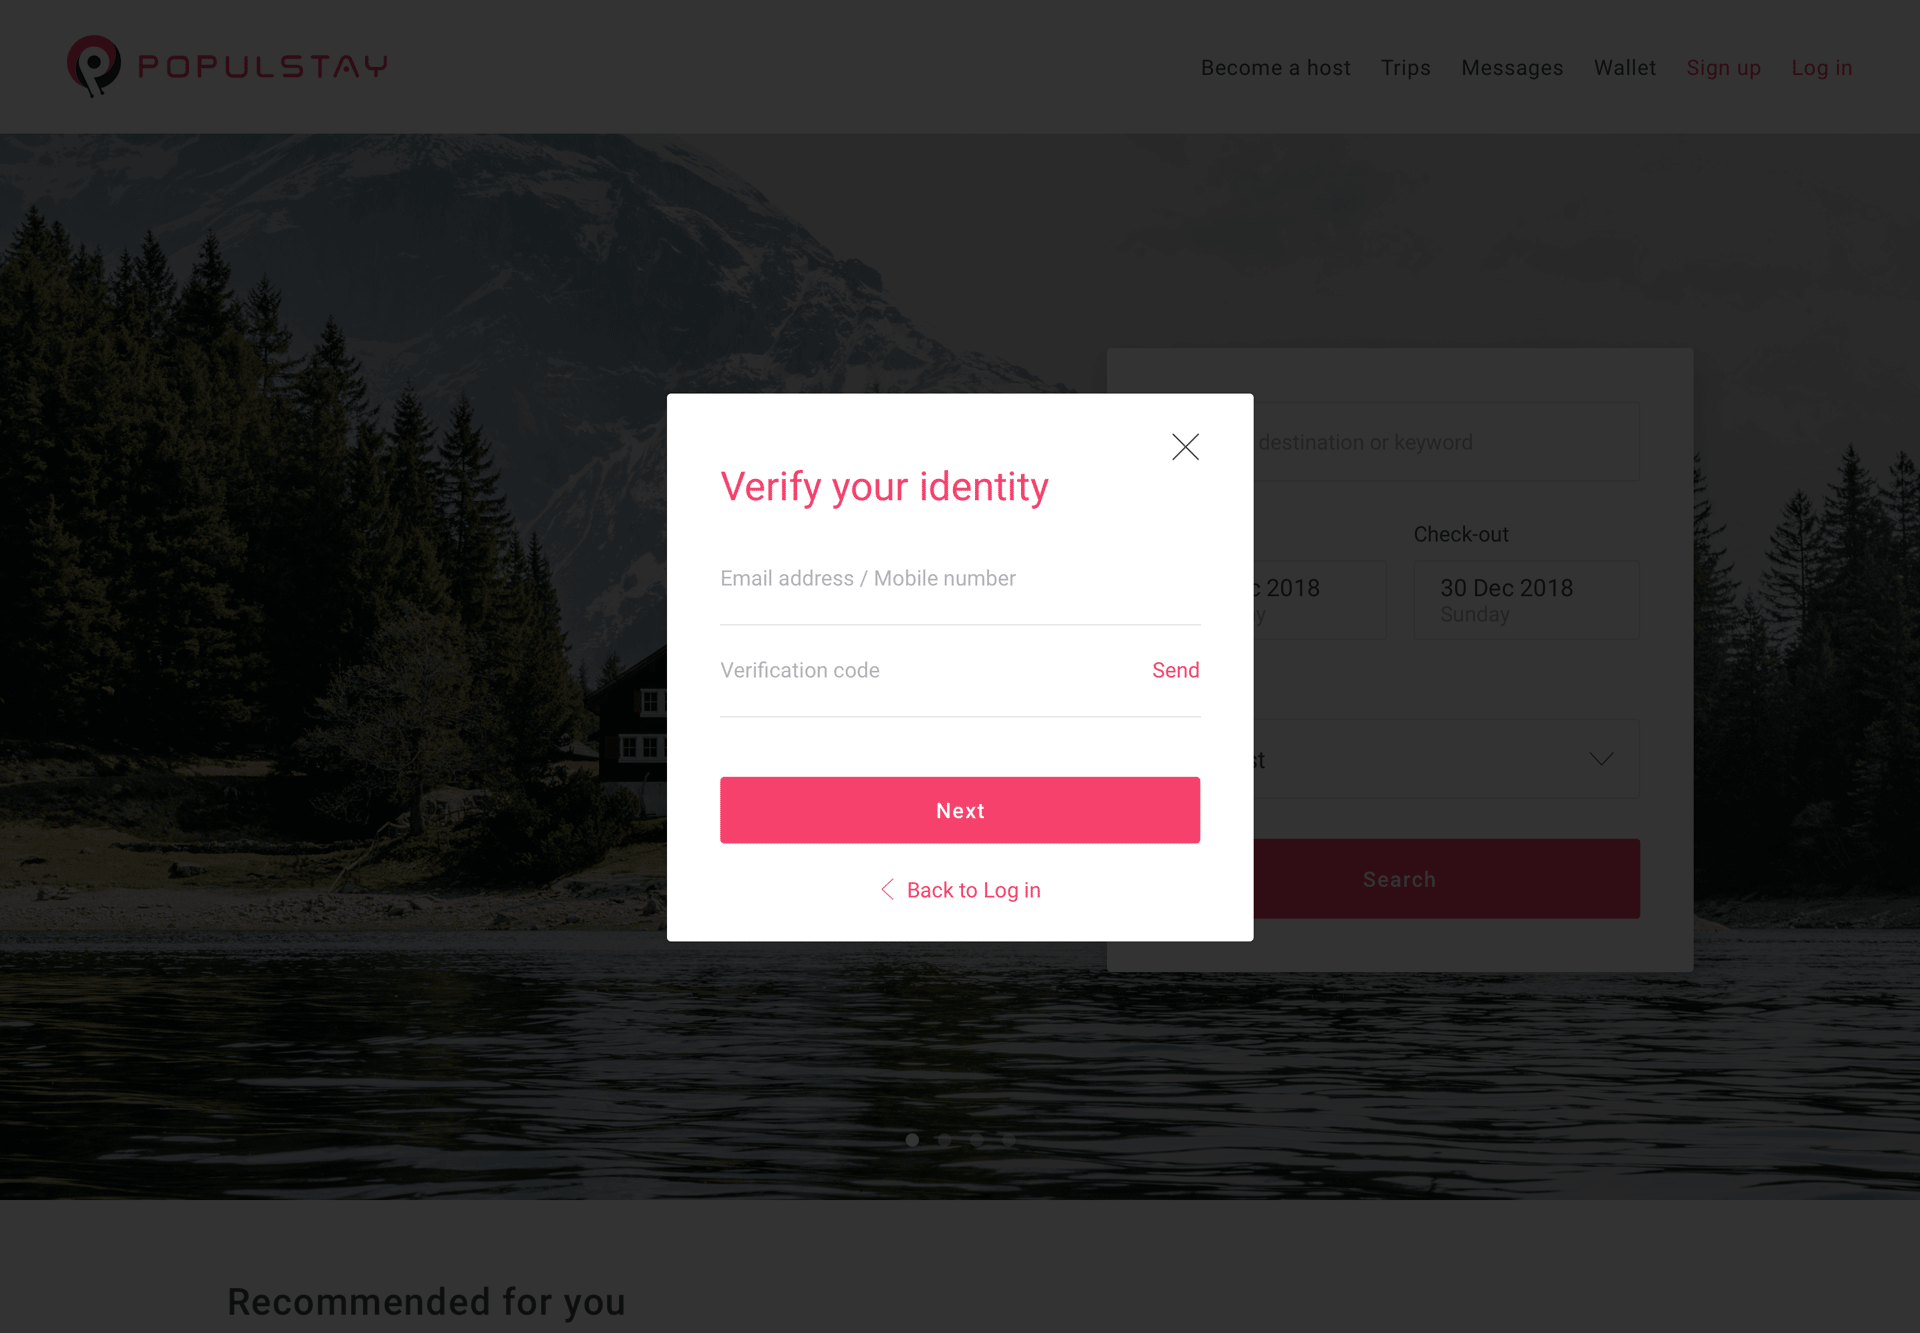 POPULSTAY
Become a host Trips Messages Wallet Sign up Log in
destination or keyword
Verify your identity
Check-out
Email address / Mobile number
2018
30 Dec 2018
Sunday
Verification code Send
Next
Search
Back to Log in
Recommended for you